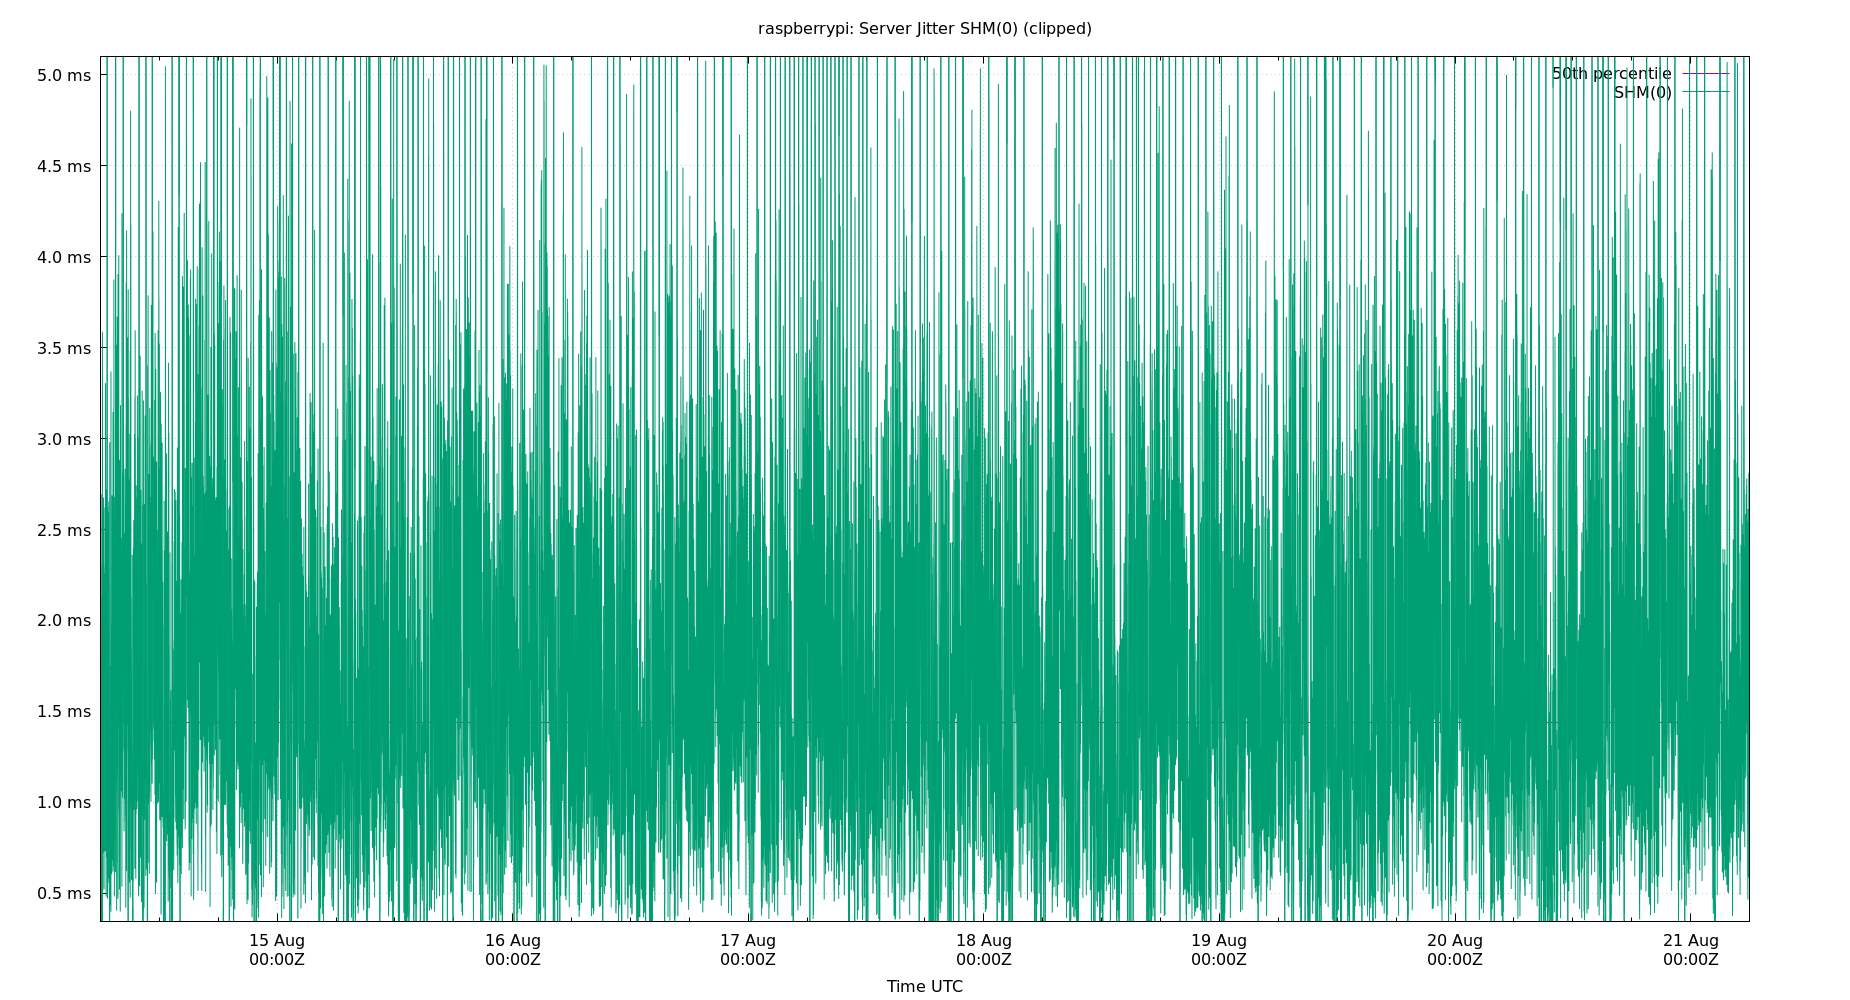 raspberrypi: Server Jitter SHM(0) (clipped)
5.0 ms
4.5 ms
4.0 ms
3.5 ms
3.0 ms
2.5 ms
2.0 ms
1.5 ms
1.0 ms
0.5 ms
50th percentile
SHM(0)
15 Aug 16 Aug 17 Aug 18 Aug 19 Aug 20 Aug 21 Aug
00:00Z 00:00Z 00:00Z 00:00Z 00:00Z 00:00Z 00:00Z
Time UTC